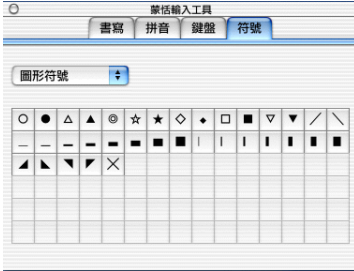 蒙恬輸入工具
書寫 拼音 鍵盤 符號
圖形符號
○ ● △ ▲ ◎ ☆ ★ ◇ ◆ □ ■ ▽ ▼ ╱ ╲
▁ ▂ ▃ ▄ ▅ ▆ ▇ █ ▏ ▎ ▍ ▌ ▋ ▊ ▉
◢ ◣ ◥ ◤ ╳